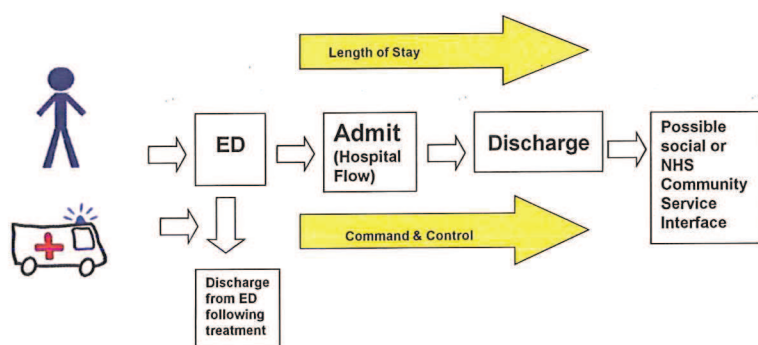 Length of Stay
ED
Admit
(Hospital
Flow)
Discharge
Possible
social or
NHS
Community
Service
Interface
Command & Control
Discharge
from ED
following
treatment